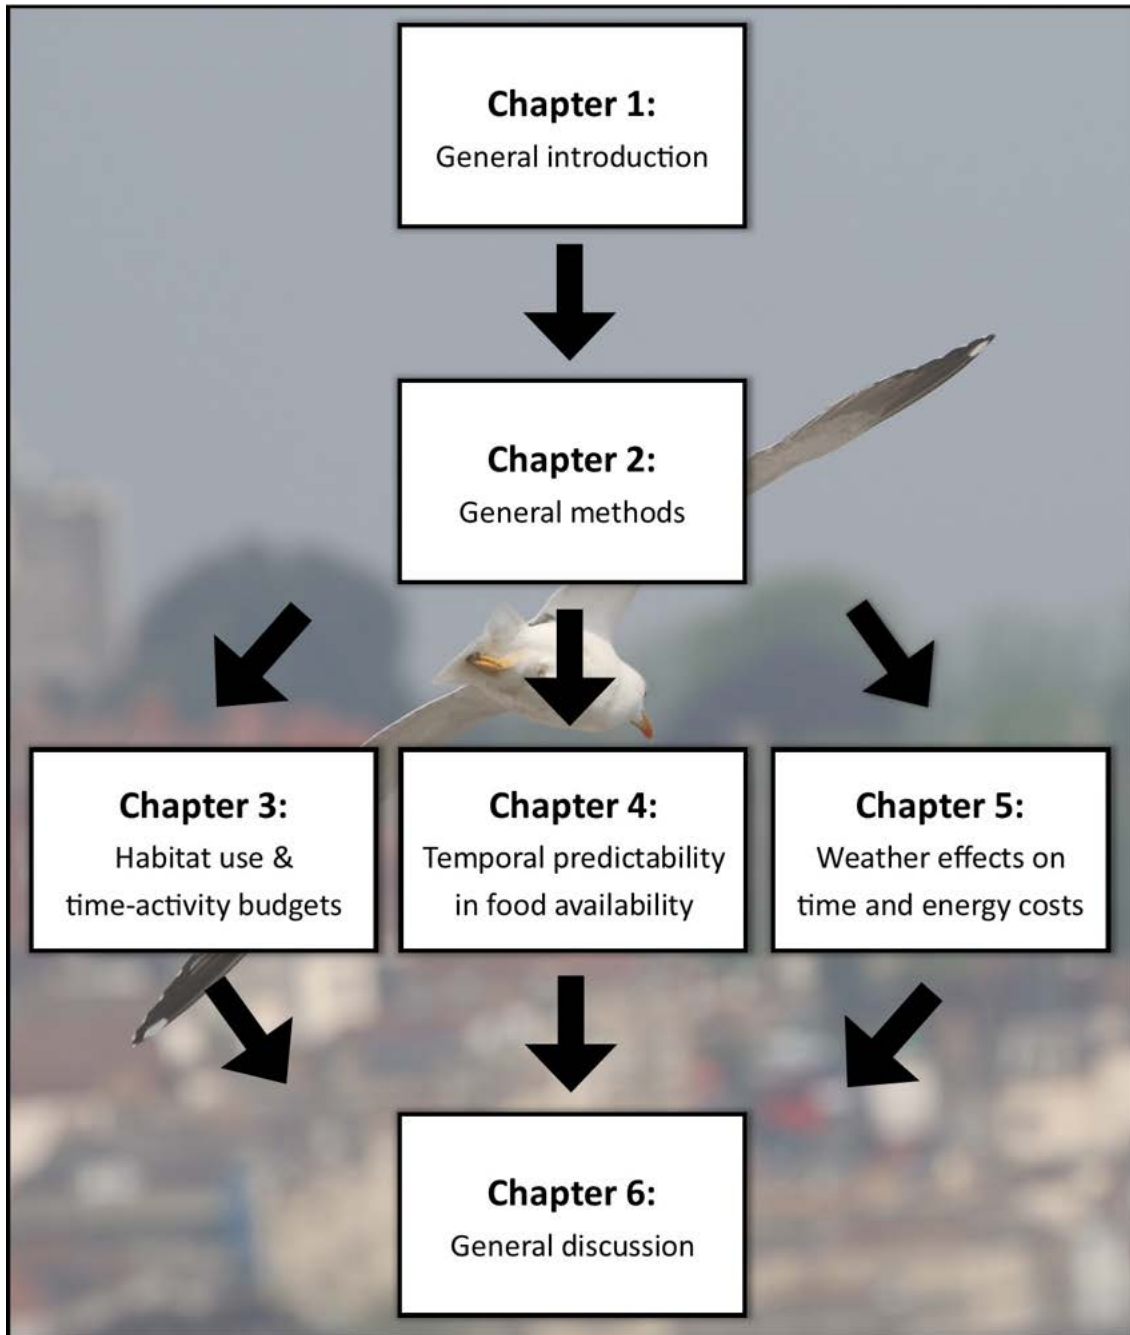 Chapter 1:
General introduction
Chapter 2:
General methods
Chapter 3:
Habitat use &
time-activity budgets
Chapter 4:
Temporal predictability
in food availability
Chapter 5:
Weather effects on
time and energy costs
Chapter 6:
General discussion